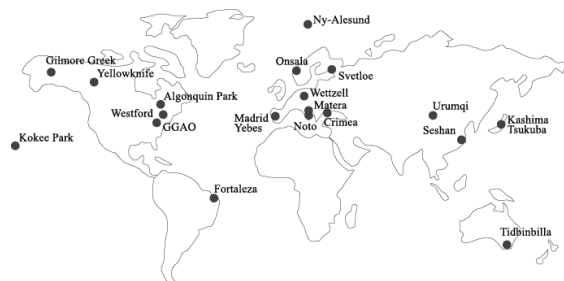 Ny-Alesund
Gilmore Greek
Yellowknife
Onsala
Svetloe
Algonquin Park
Wettzell
Westford
Matera
GGAO
Madrid
Yebes
Noto
Crimea
Urumqi
Seshan
Kashima
Tsukuba
Kokee Park
Fortaleza
Tidbinbilla